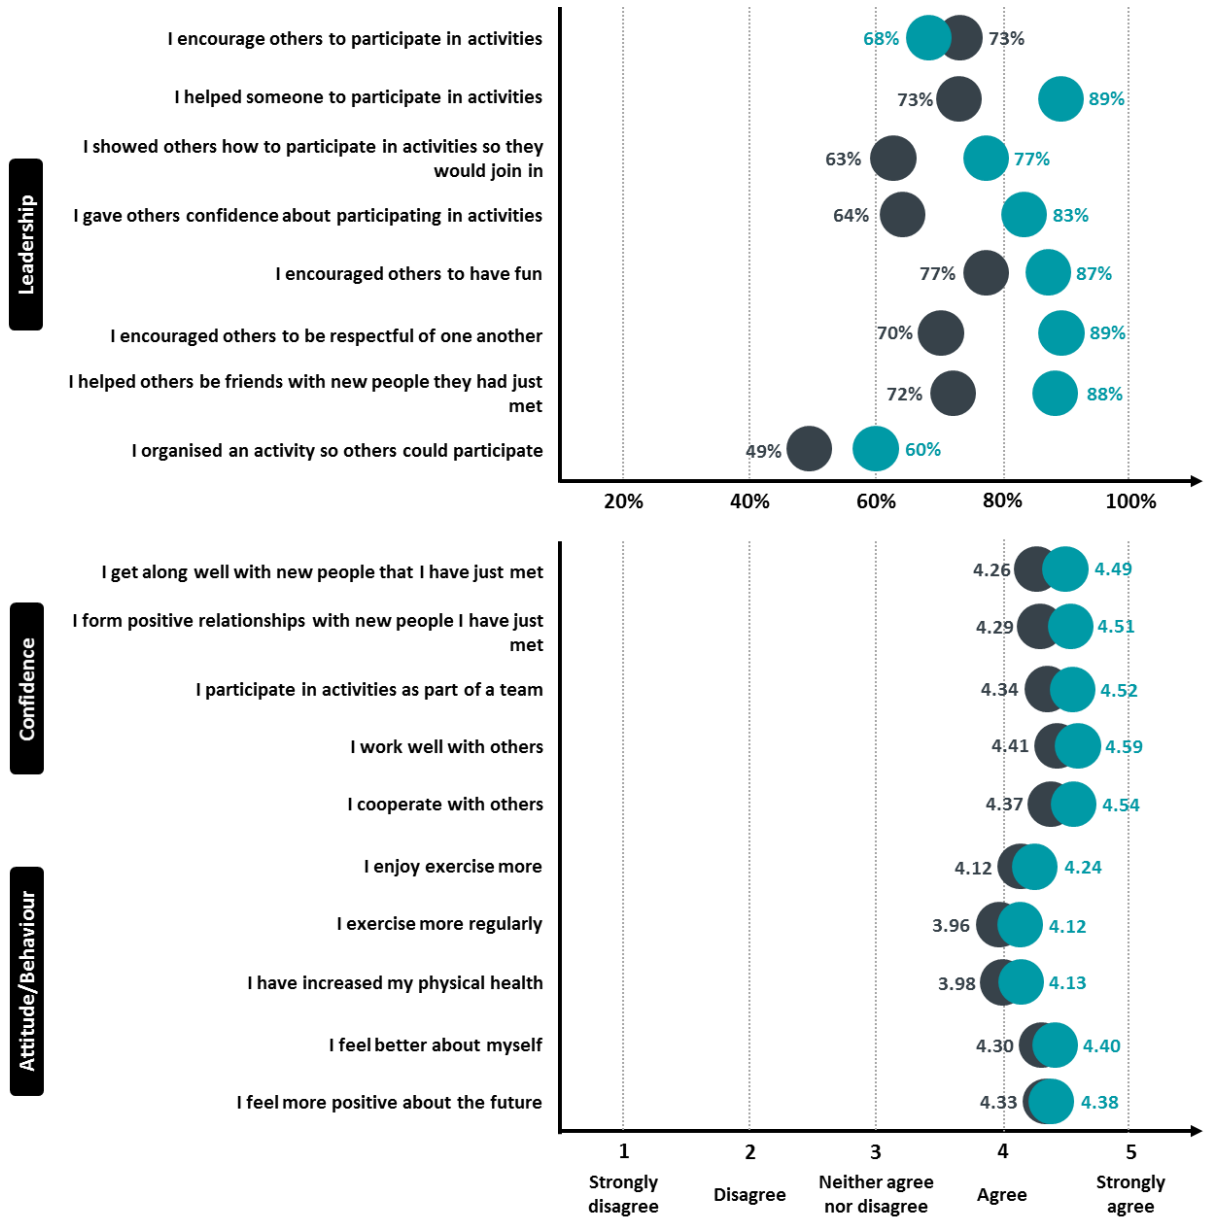 Leadership
I encourage others to participate in activities
68% 73%
I helped someone to participate in activities
73% 89%
I showed others how to participate in activities so they
would join in
63% 77%
I gave others confidence about participating in activities
64% 83%
I encouraged others to have fun
77% 87%
I encouraged others to be respectful of one another
70% 89%
I helped others be friends with new people they had just
met
72% 88%
I organised an activity so others could participate
49% 60%
20% 40% 60% 80% 100%
Confidence
I get along well with new people that I have just met
4.26 4.49
I form positive relationships with new people I have just
met
4.29 4.51
I participate in activities as part of a team
4.34 4.52
I work well with others
4.41 4.59
I cooperate with others
4.37 4.54
Attitude/Behaviour
I enjoy exercise more
4.12 4.24
I exercise more regularly
3.96 4.12
I have increased my physical health
3.98 4.13
I feel better about myself
4.30 4.40
I feel more positive about the future
4.33 4.38
1 2 3 4 5
Strongly
disagree
Disagree
Neither agree
nor disagree
Agree
Strongly
agree